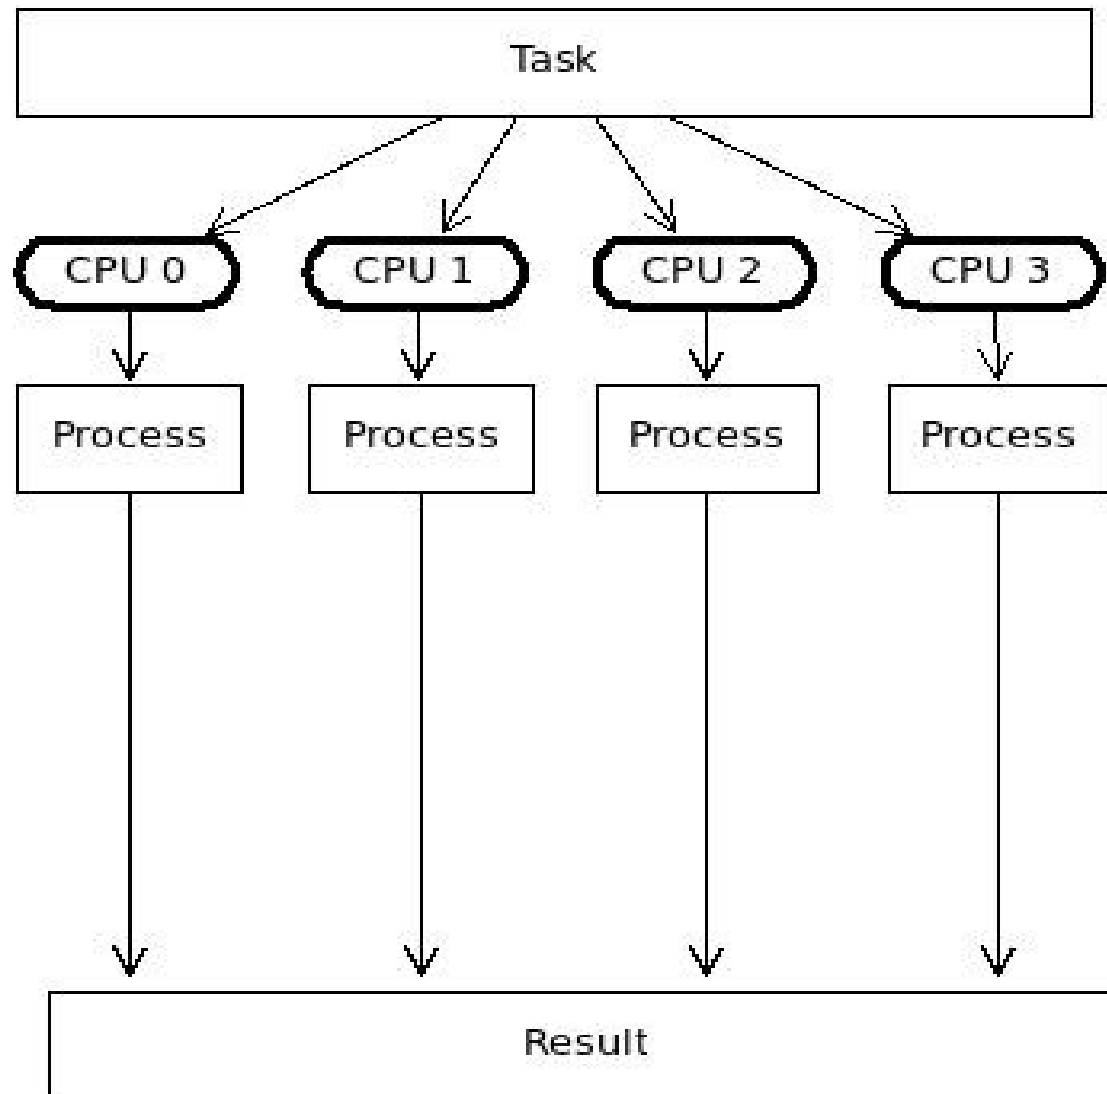 Task
CPU 0
CPU 1
CPU 2
CPU 3
Process
Process
Process
Process
Result